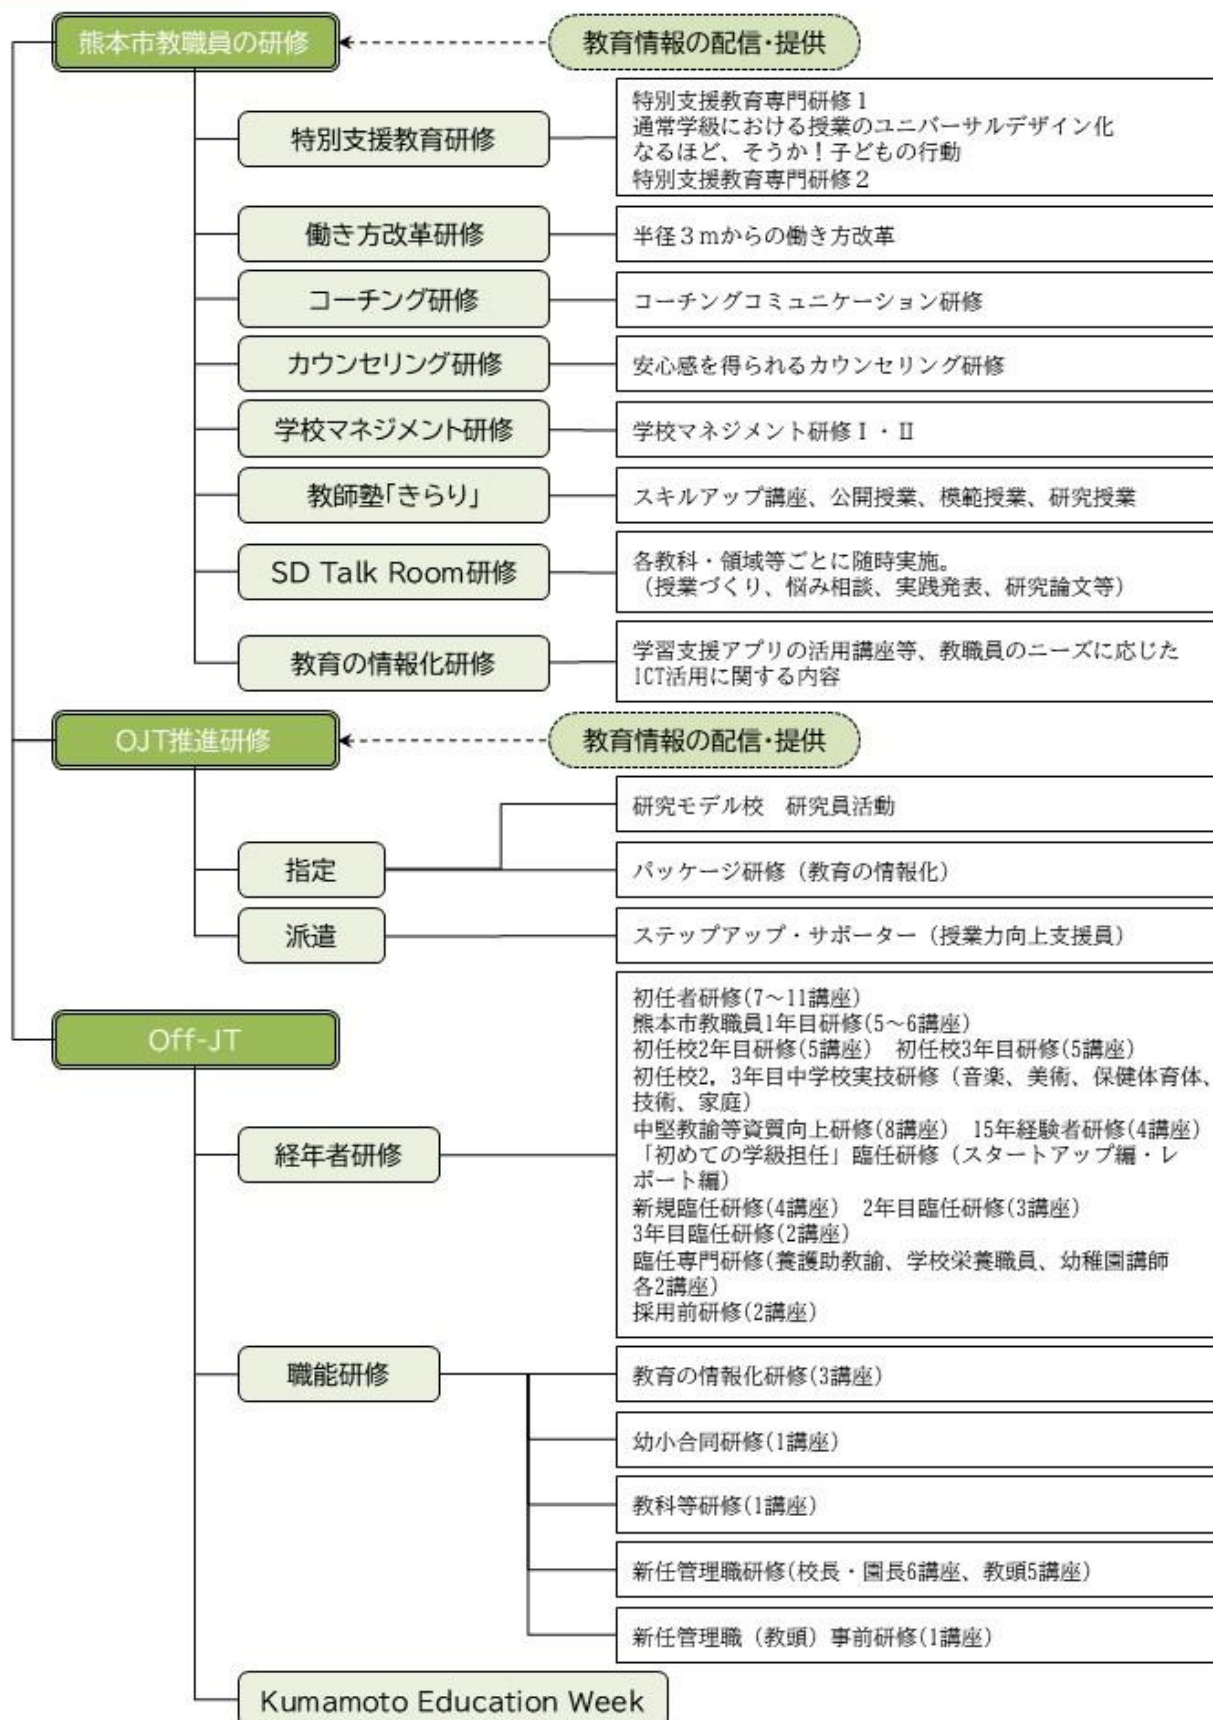 熊本市教職員の研修
教育情報の配信・提供
特別支援教育研修
特別支援教育専門研修１
通常学級における授業のユニバーサルデザイン化
なるほど、そうか！子どもの行動
特別支援教育専門研修２
働き方改革研修
半径３mからの働き方改革
コーチング研修
コーチングコミュニケーション研修
カウンセリング研修
安心感を得られるカウンセリング研修
学校マネジメント研修
学校マネジメント研修Ⅰ・Ⅱ
教師塾「きらり」
スキルアップ講座、公開授業、模範授業、研究授業
SD Talk Room研修
各教科・領域等ごとに随時実施。
（授業づくり、悩み相談、実践発表、研究論文等）
教育の情報化研修
学習支援アプリの活用講座等、教職員のニーズに応じた
ICT活用に関する内容
OJT推進研修
教育情報の配信・提供
指定
研究モデル校　研究員活動
パッケージ研修（教育の情報化）
派遣
ステップアップ・サポーター（授業力向上支援員）
Off-JT
経年者研修
初任者研修(7～11講座)
熊本市教職員1年目研修(5～6講座)
初任校2年目研修(5講座)　初任校3年目研修(5講座)
初任校2，3年目中学校実技研修（音楽、美術、保健体育体、
技術、家庭）
中堅教諭等資質向上研修(8講座)　15年経験者研修(4講座)
「初めての学級担任」臨任研修（スタートアップ編・レ
ポート編）
新規臨任研修(4講座)　2年目臨任研修(3講座)
3年目臨任研修(2講座)
臨任専門研修(養護助教諭、学校栄養職員、幼稚園講師
各2講座)
採用前研修(2講座)
職能研修
教育の情報化研修(3講座)
幼小合同研修(1講座)
教科等研修(1講座)
新任管理職研修(校長・園長6講座、教頭5講座)
新任管理職（教頭）事前研修(1講座)
Kumamoto Education Week